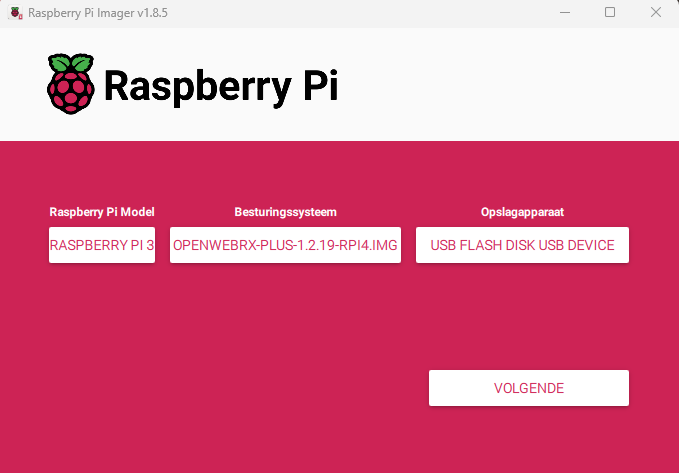 Raspberry Pi Imager v1.8.5
Raspberry Pi
Raspberry Pi Model
Besturingssysteem
Opslagapparaat
RASPBERRY PI 3
OPENWEBRX-PLUS-1.2.19-RPI4.IMG
USB FLASH DISK USB DEVICE
VOLGENDE